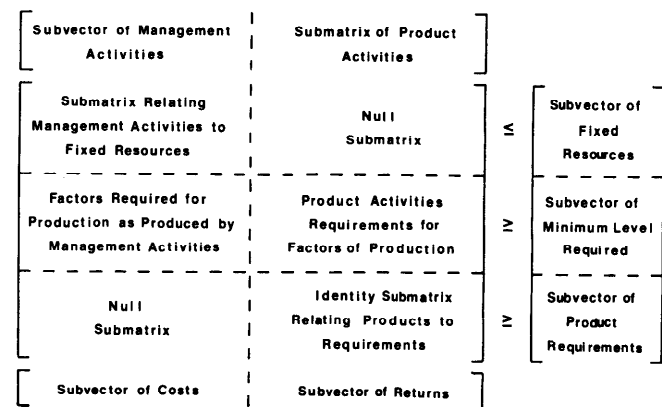 Subvector of Management
Activities
Submatrix of Product
Activities
Submatrix Relating
Management Activities to
Fixed Resources
Null
Submatrix
≤
Subvector of
Fixed
Resources
Factors Required for
Production as Produced by
Management Activities
Product Activities
Requirements for
Factors of Production
≥
Subvector of
Minimum Level
Required
Null
Submatrix
Identity Submatrix
Relating Products to
Requirements
≥
Subvector of
Product
Requirements
Subvector of Costs
Subvector of Returns